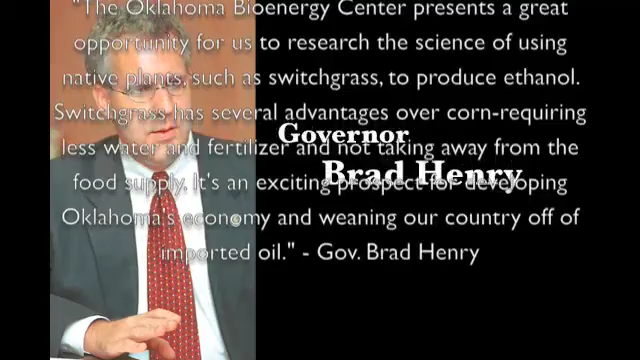 "The Oklahoma Bioenergy Center presents a great
opportunity for us to research the science of using
native plants, such as switchgrass, to produce ethanol.
Switchgrass has several advantages over corn-requiring
less water and fertilizer and not taking away from the
food supply. It's an exciting prospect for developing
Oklahoma's economy and weaning our country off of
imported oil." - Gov. Brad Henry
Governor
Brad Henry